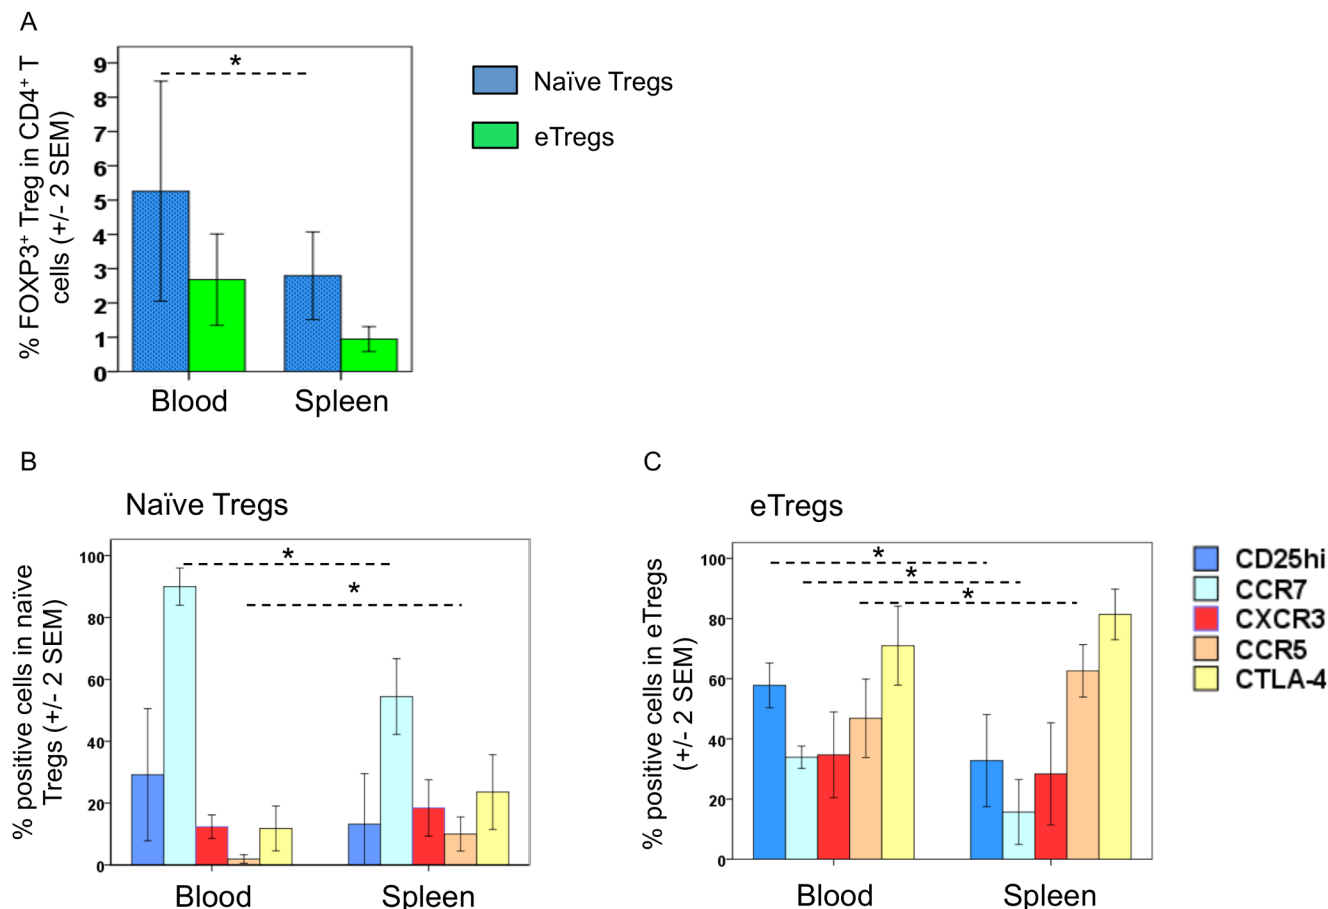 A
% FOXP3⁺ Treg in CD4⁺ T
cells (+/- 2 SEM)
9
8
7
6
5
4
3
2
1
0
*
Blood
Spleen
Naïve Tregs
eTregs
B
Naïve Tregs
% positive cells in naïve
Tregs (+/- 2 SEM)
100
80
60
40
20
0
*
*
Blood
Spleen
C
eTregs
% positive cells in eTregs
(+/- 2 SEM)
100
80
60
40
20
0
*
*
*
Blood
Spleen
CD25hi
CCR7
CXCR3
CCR5
CTLA-4